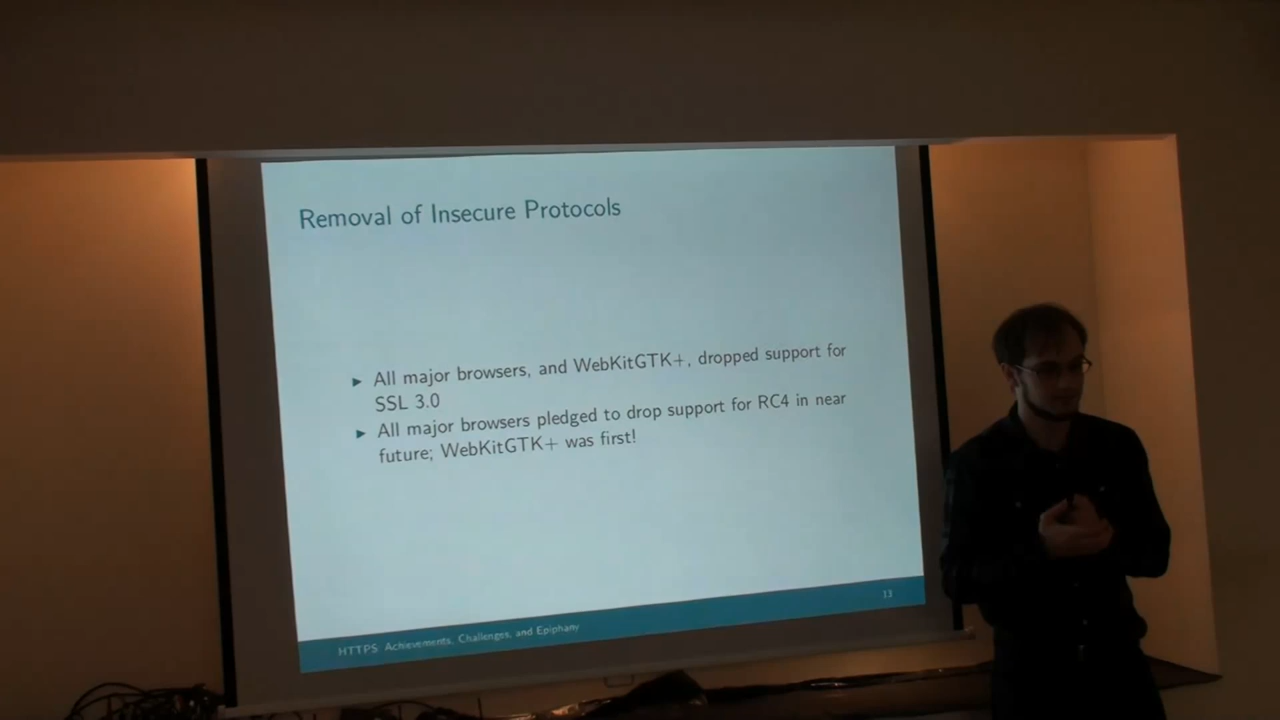 Removal of Insecure Protocols
► All major browsers, and WebKitGTK+, dropped support for
SSL 3.0
► All major browsers pledged to drop support for RC4 in near
future; WebKitGTK+ was first!
13
HTTPS Achievements, Challenges, and Epiphany